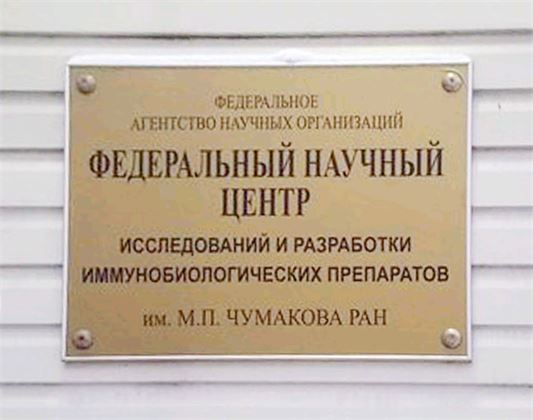 ФЕДЕРАЛЬНОЕ
АГЕНТСТВО НАУЧНЫХ ОРГАНИЗАЦИЙ
ФЕДЕРАЛЬНЫЙ НАУЧНЫЙ
ЦЕНТР
ИССЛЕДОВАНИЙ И РАЗРАБОТКИ
ИММУНОБИОЛОГИЧЕСКИХ ПРЕПАРАТОВ
им. М.П. ЧУМАКОВА РАН